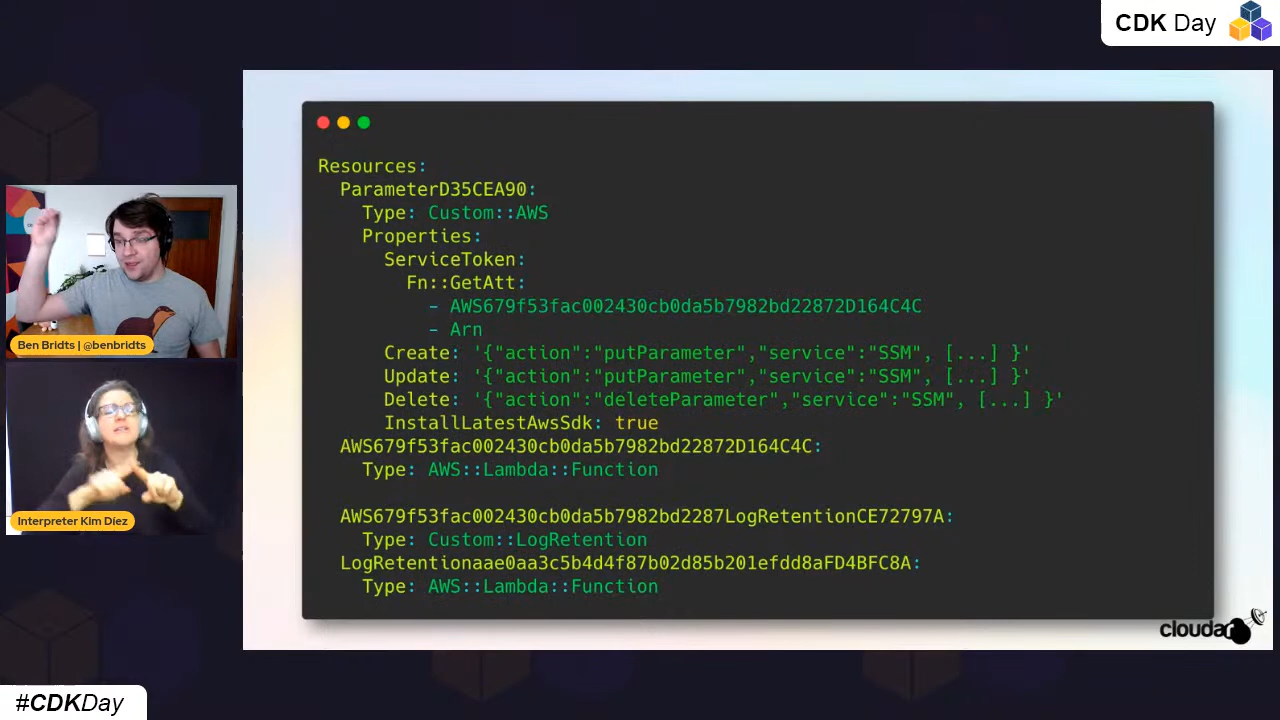 CDK Day
Resources:
ParameterD35CEA90:
Type: Custom::AWS
Properties:
ServiceToken:
Fn::GetAtt:
- AWS679f53fac002430cb0da5b7982bd22872D164C4C
- Arn
Create: '{"action":"putParameter","service":"SSM", [...] }'
Update: '{"action":"putParameter","service":"SSM", [...] }'
Delete: '{"action":"deleteParameter","service":"SSM", [...] }'
InstallLatestAwsSdk: true
AWS679f53fac002430cb0da5b7982bd22872D164C4C:
Type: AWS::Lambda::Function
AWS679f53fac002430cb0da5b7982bd2287LogRetentionCE72797A:
Type: Custom::LogRetention
LogRetentionaae0aa3c5b4d4f87b02d85b201efdd8aFD4BFC8A:
Type: AWS::Lambda::Function
Ben Bridts | @benbridts
Interpreter Kim Díez
cloudar
#CDKDay